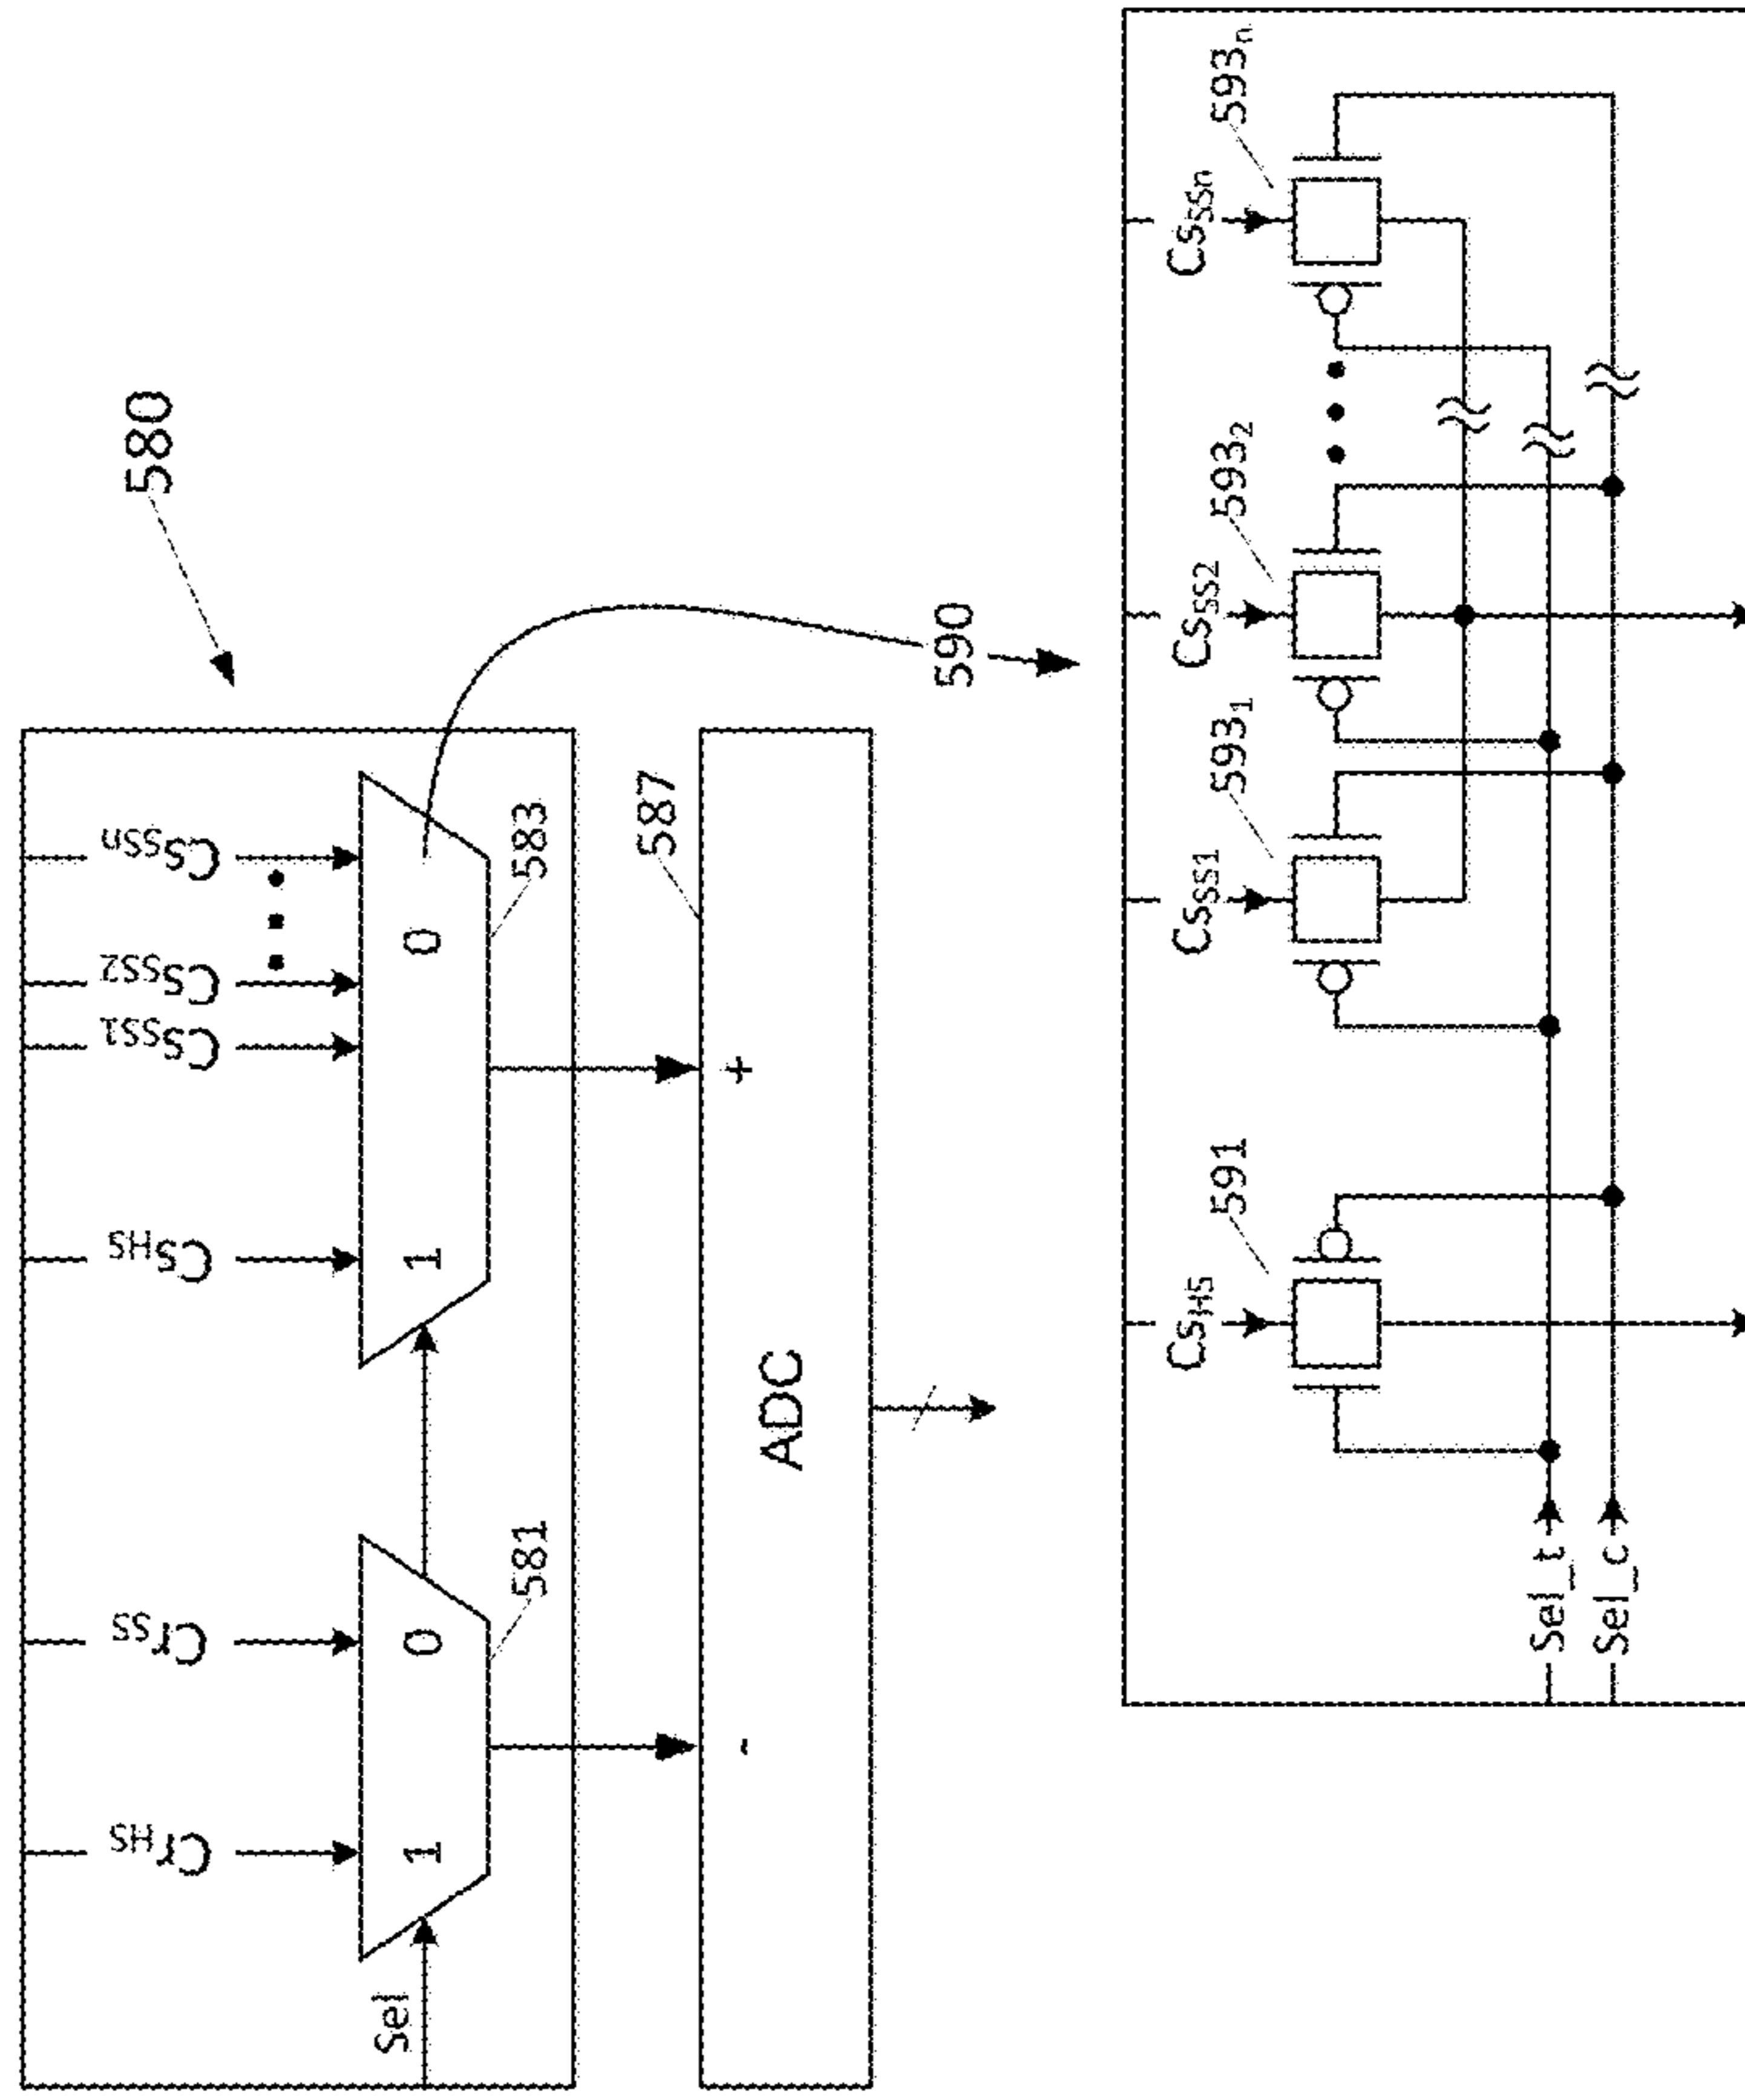 580
Sel
Cr_HS
Cr_SS
Cs_HS
Cs_SS1
Cs_SS2
• • •
Cs_SSn
1
0
1
0
581
583
-
+
587
ADC
590
Cs_HS
Cs_SS1
Cs_SS2
Cs_SSn
591
593_1
593_2
• • •
593_n
Sel_t
Sel_c